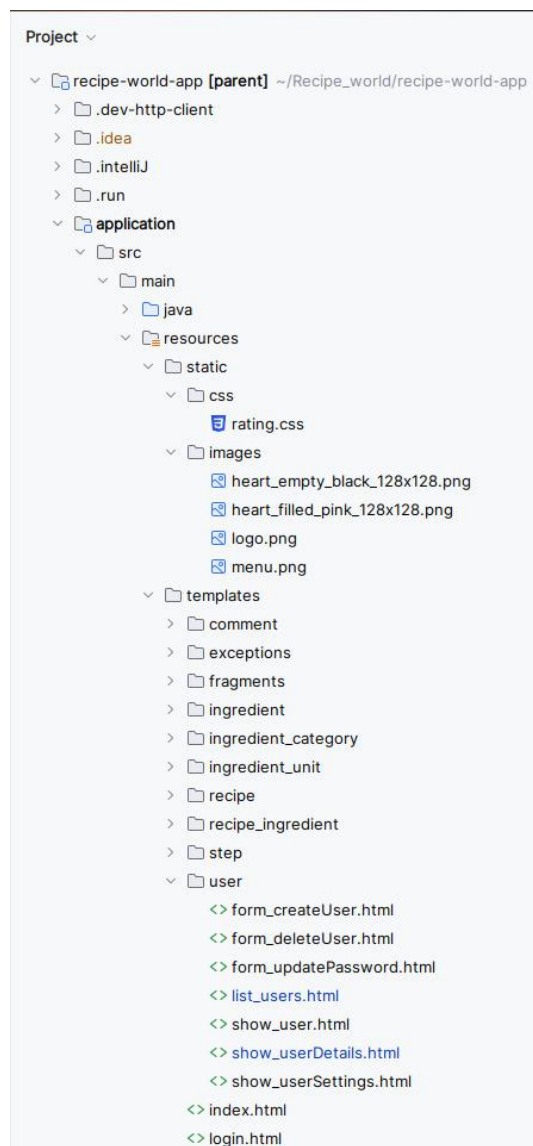 Project
recipe-world-app [parent] ~/Recipe_world/recipe-world-app
.dev-http-client
.idea
.intelliJ
.run
application
src
main
java
resources
static
css
rating.css
images
heart_empty_black_128x128.png
heart_filled_pink_128x128.png
logo.png
menu.png
templates
comment
exceptions
fragments
ingredient
ingredient_category
ingredient_unit
recipe
recipe_ingredient
step
user
form_createUser.html
form_deleteUser.html
form_updatePassword.html
list_users.html
show_user.html
show_userDetails.html
show_userSettings.html
index.html
login.html